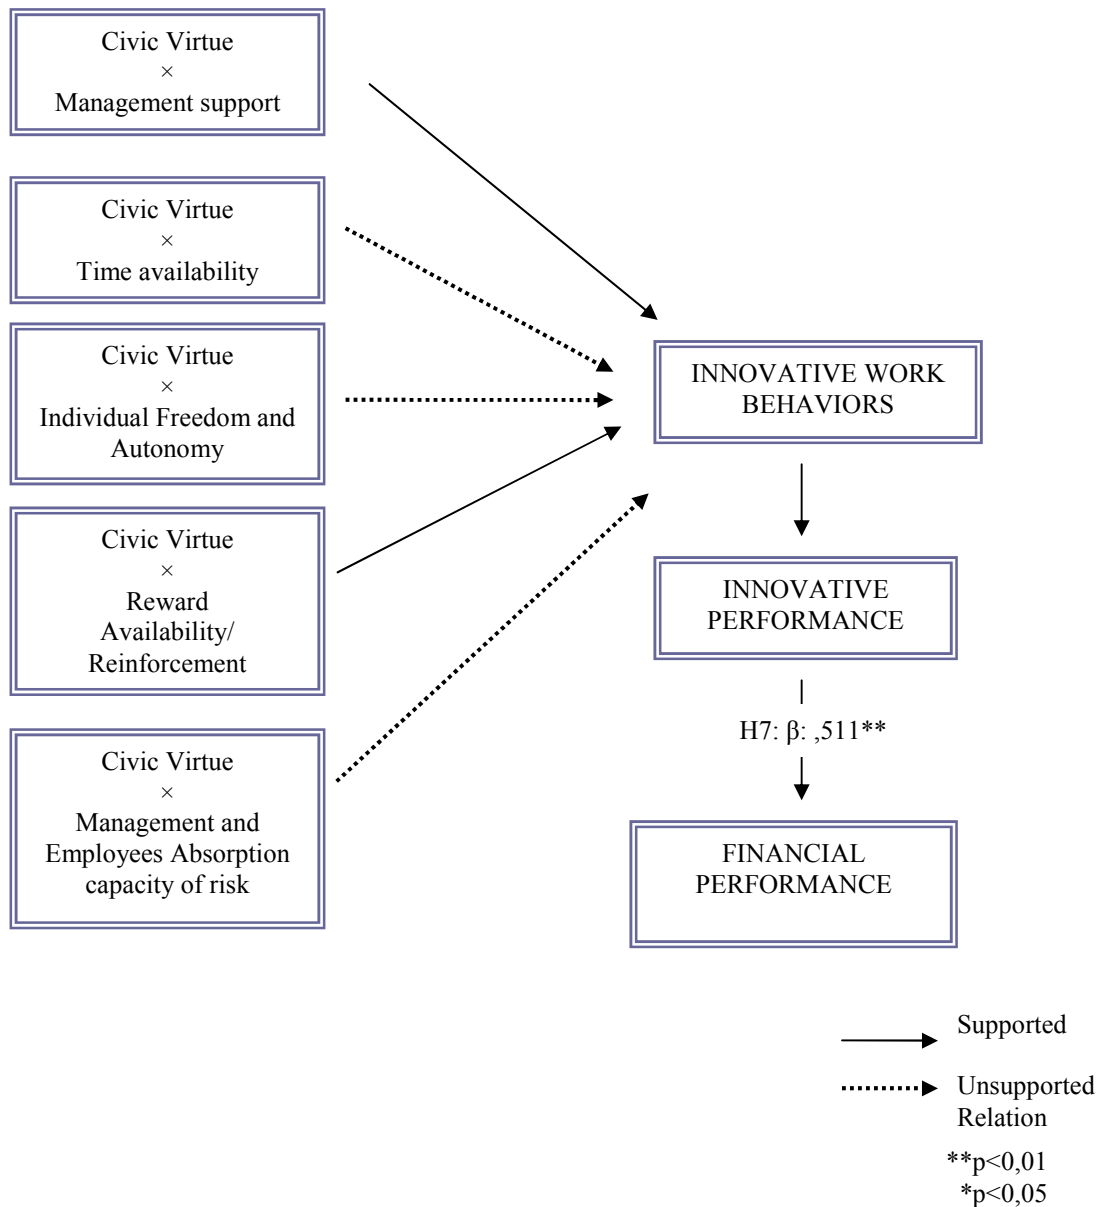 Civic Virtue
×
Management support
Civic Virtue
×
Time availability
Civic Virtue
×
Individual Freedom and
Autonomy
Civic Virtue
×
Reward
Availability/
Reinforcement
Civic Virtue
×
Management and
Employees Absorption
capacity of risk
INNOVATIVE WORK
BEHAVIORS
INNOVATIVE
PERFORMANCE
H7: β: ,511**
FINANCIAL
PERFORMANCE
Supported
Unsupported
Relation
**p<0,01
*p<0,05